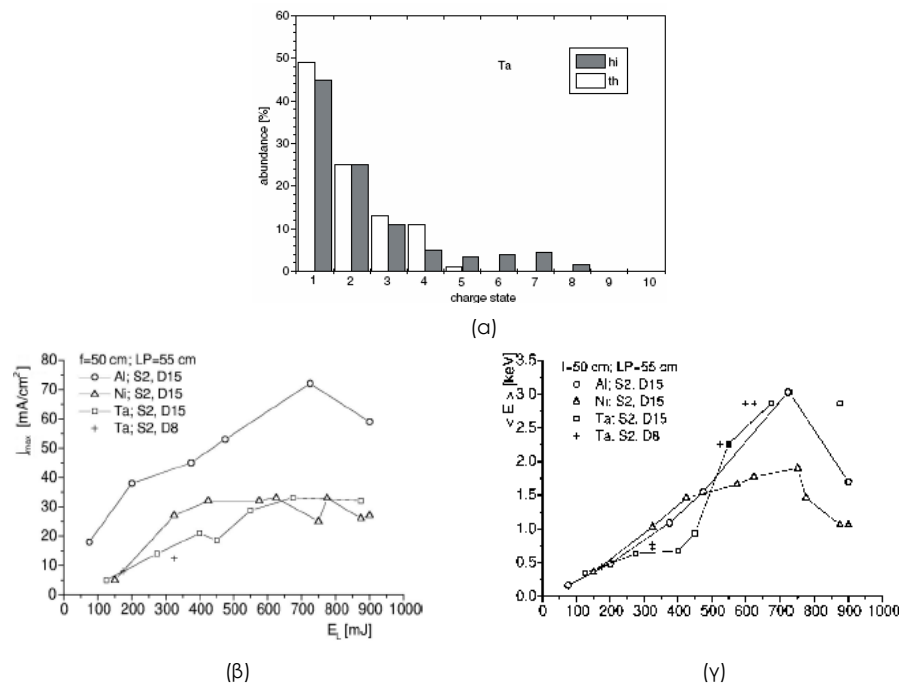 60
50
40
30
20
10
0
abundance [%]
Ta
hi
th
1 2 3 4 5 6 7 8 9 10
charge state
(α)
80
70
60
50
40
30
20
10
0
jmax [mA/cm²]
f=50 cm; LP=55 cm
Al; S2, D15
Ni; S2, D15
Ta; S2, D15
Ta; S2, D8
0 100 200 300 400 500 600 700 800 900 1000
E_L [mJ]
(β)
3.5
3.0
2.5
2.0
1.5
1.0
0.5
0.0
< E > [keV]
f=50 cm; LP=55 cm
Al; S2, D15
Ni; S2, D15
Ta; S2, D15
Ta. S2. D8
0 100 200 300 400 500 600 700 800 900 1000
(γ)